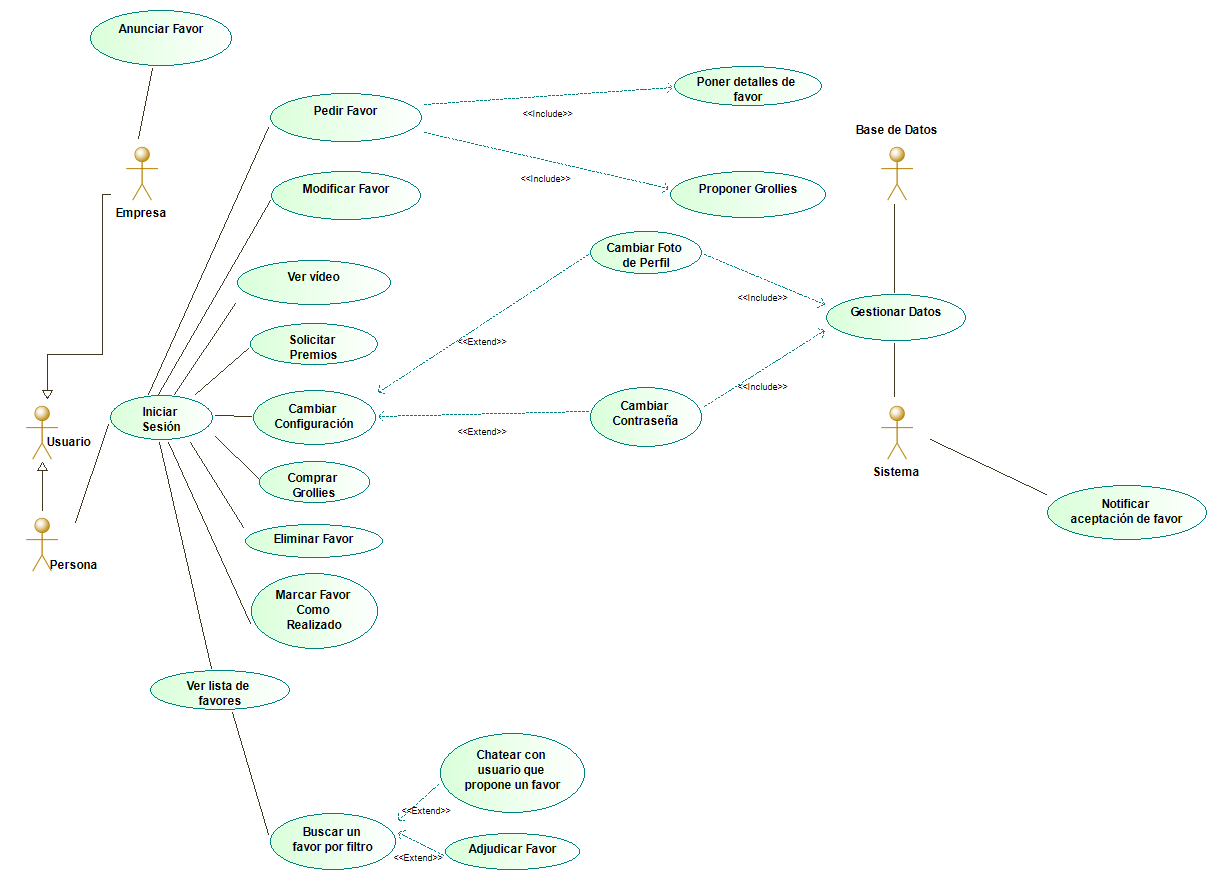 Anunciar Favor
Pedir Favor
Poner detalles de
favor
<<Include>>
Base de Datos
<<Include>>
Modificar Favor
Proponer Grollies
Empresa
Cambiar Foto
de Perfil
Ver vídeo
<<Include>>
Gestionar Datos
Solicitar
Premios
<<Extend>>
<<Include>>
Iniciar
Sesión
Cambiar
Configuración
Cambiar
Contraseña
<<Extend>>
Usuario
Sistema
Comprar
Grollies
Notificar
aceptación de favor
Eliminar Favor
Persona
Marcar Favor
Como
Realizado
Ver lista de
favores
Chatear con
usuario que
propone un favor
<<Extend>>
Buscar un
favor por filtro
<<Extend>>
Adjudicar Favor